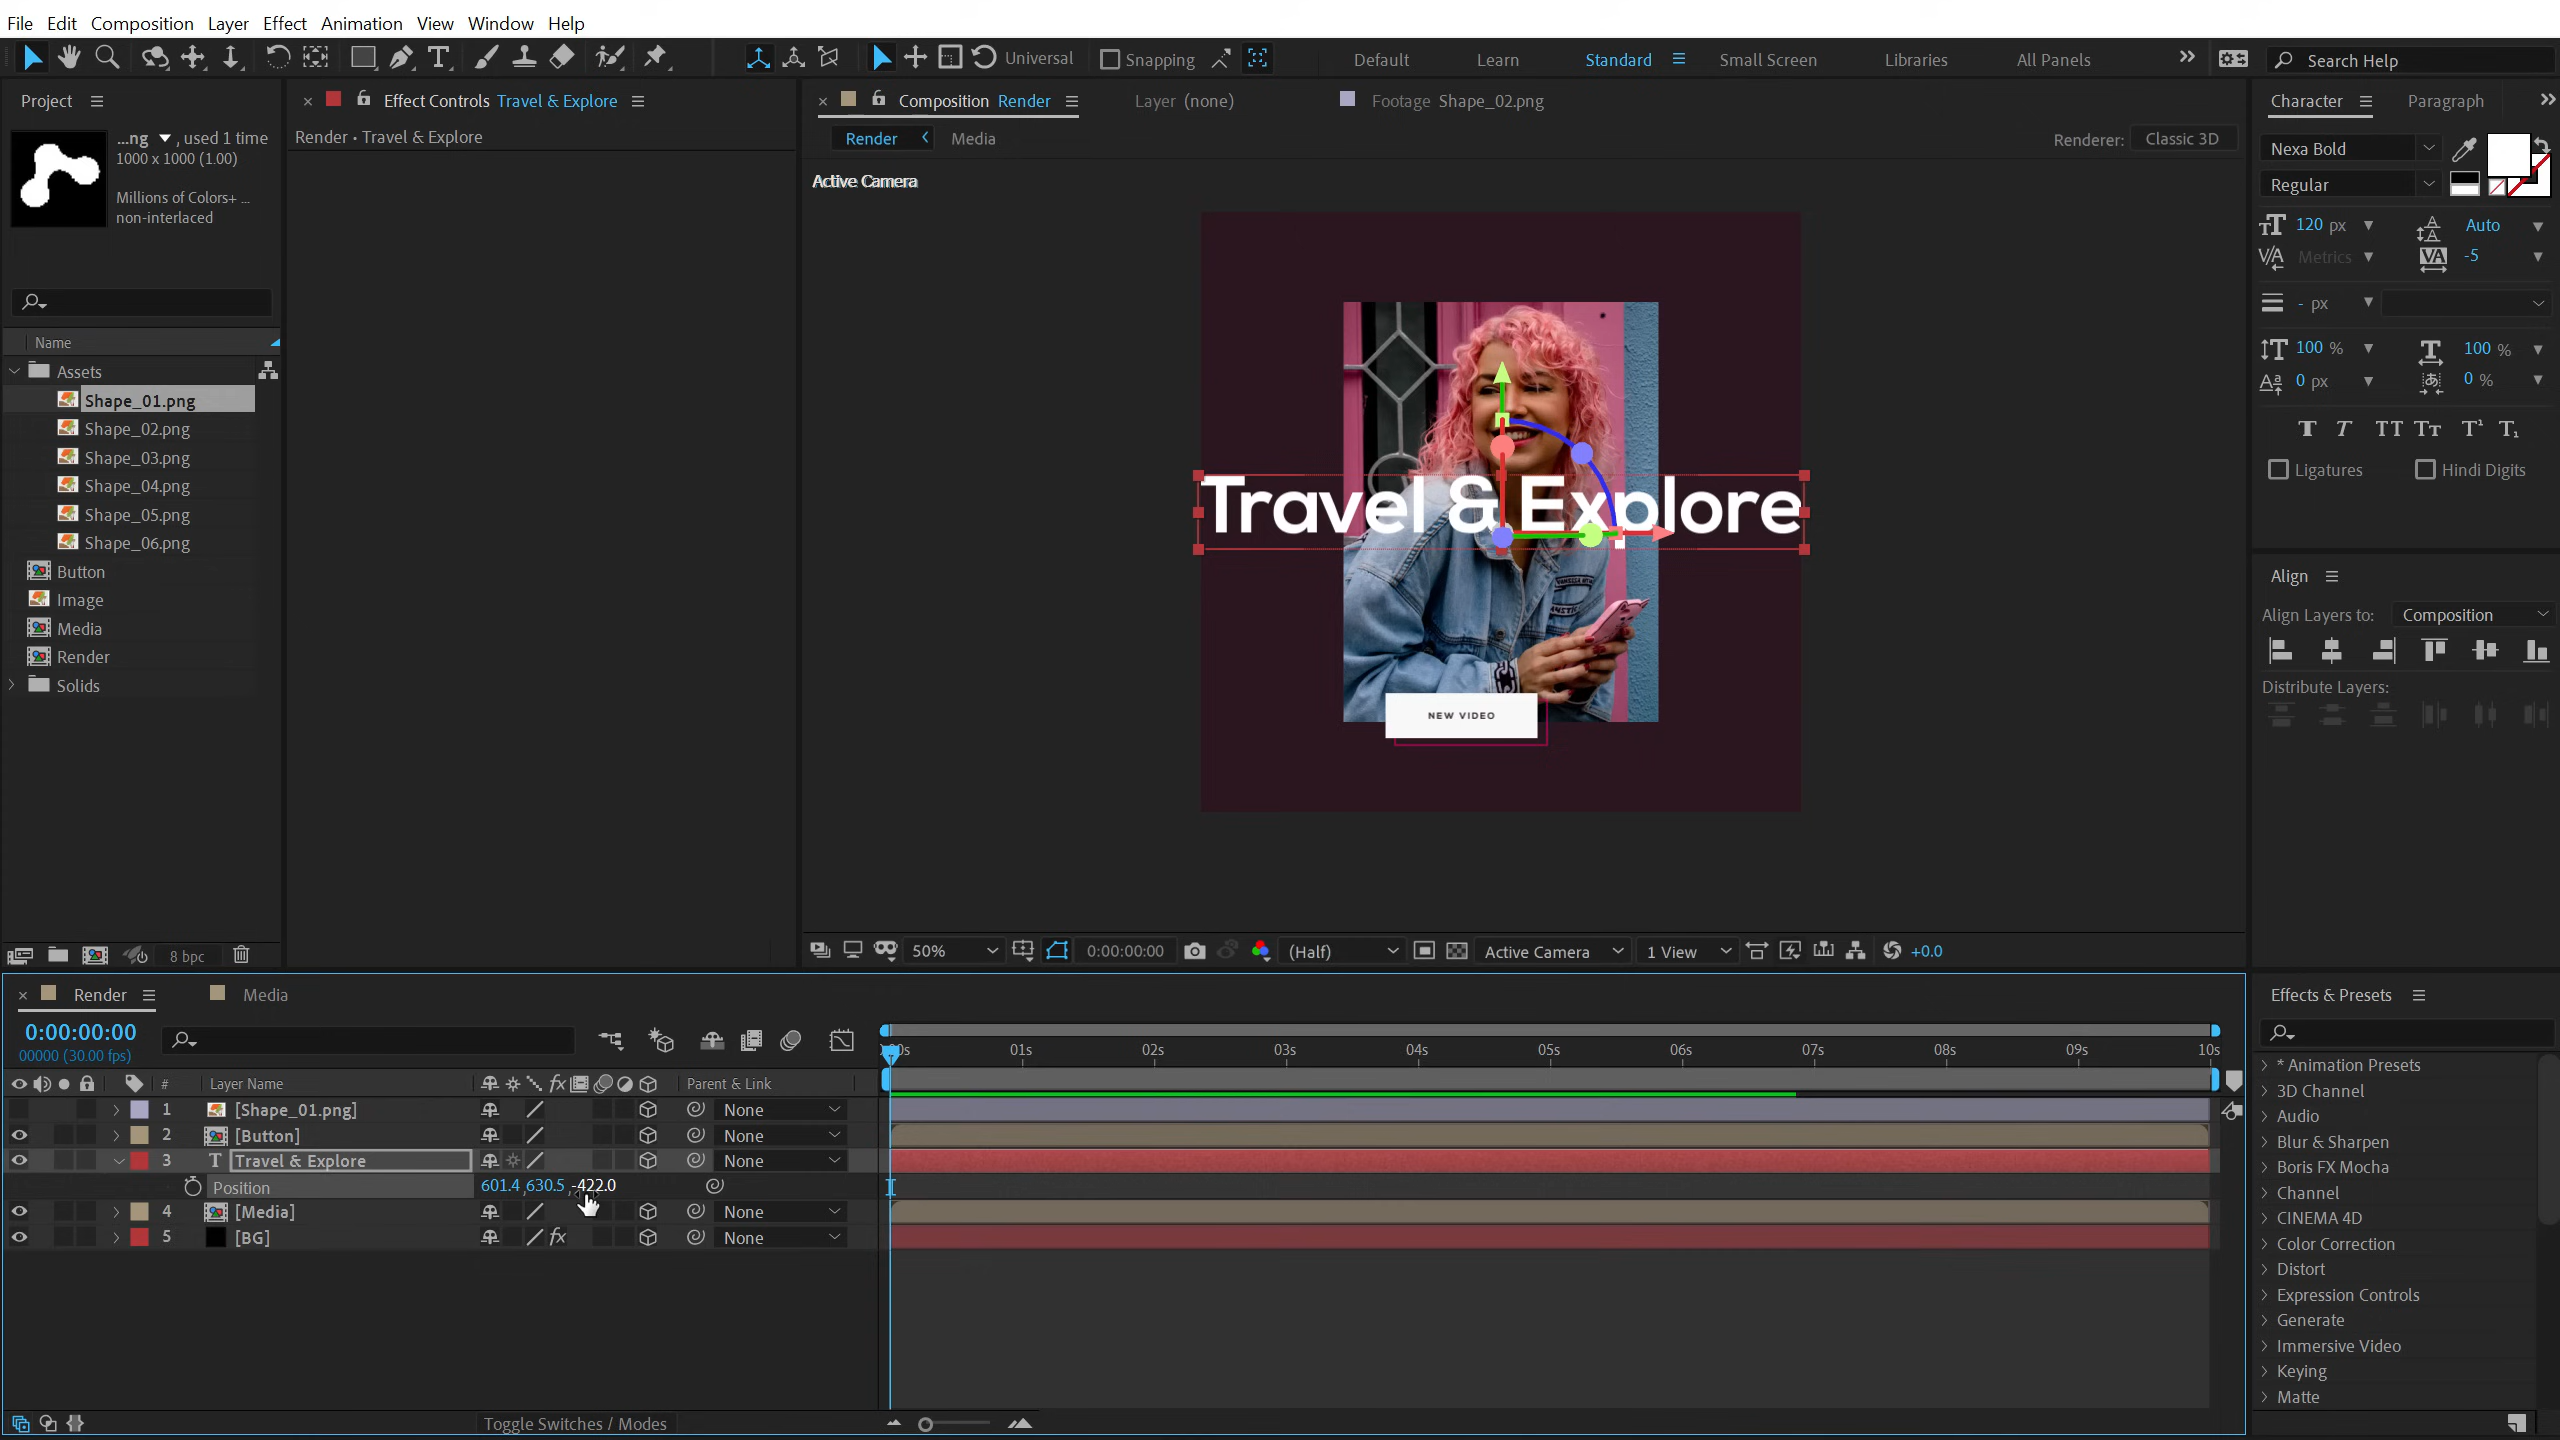 File Edit Composition Layer Effect Animation View Window Help
Universal Snapping Default Learn Standard Small Screen Libraries All Panels Search Help
Project
...ng , used 1 time
1000 x 1000 (1.00)
Millions of Colors+ ...
non-interlaced
Name
Assets
Shape_01.png
Shape_02.png
Shape_03.png
Shape_04.png
Shape_05.png
Shape_06.png
Button
Image
Media
Render
Solids
8 bpc
Effect Controls Travel & Explore
Render • Travel & Explore
Composition Render Layer (none) Footage Shape_02.png
Render Media Renderer: Classic 3D
Active Camera
Travel & Explore
NEW VIDEO
50% 0:00:00:00 (Half) Active Camera 1 View +0.0
Character Paragraph
Nexa Bold
Regular
120 px Auto
Metrics -5
- px
100 % 100 %
0 px 0 %
T T TT Tт T¹ T₁
Ligatures Hindi Digits
Align
Align Layers to: Composition
Distribute Layers:
Render Media
0:00:00:00
00000 (30.00 fps)
# Layer Name fx Parent & Link
1 [Shape_01.png] None
2 [Button] None
3 T Travel & Explore None
Position 601.4,630.5,-422.0
4 [Media] None
5 [BG] fx None
Toggle Switches / Modes
00s 01s 02s 03s 04s 05s 06s 07s 08s 09s 10s
Effects & Presets
* Animation Presets
3D Channel
Audio
Blur & Sharpen
Boris FX Mocha
Channel
CINEMA 4D
Color Correction
Distort
Expression Controls
Generate
Immersive Video
Keying
Matte